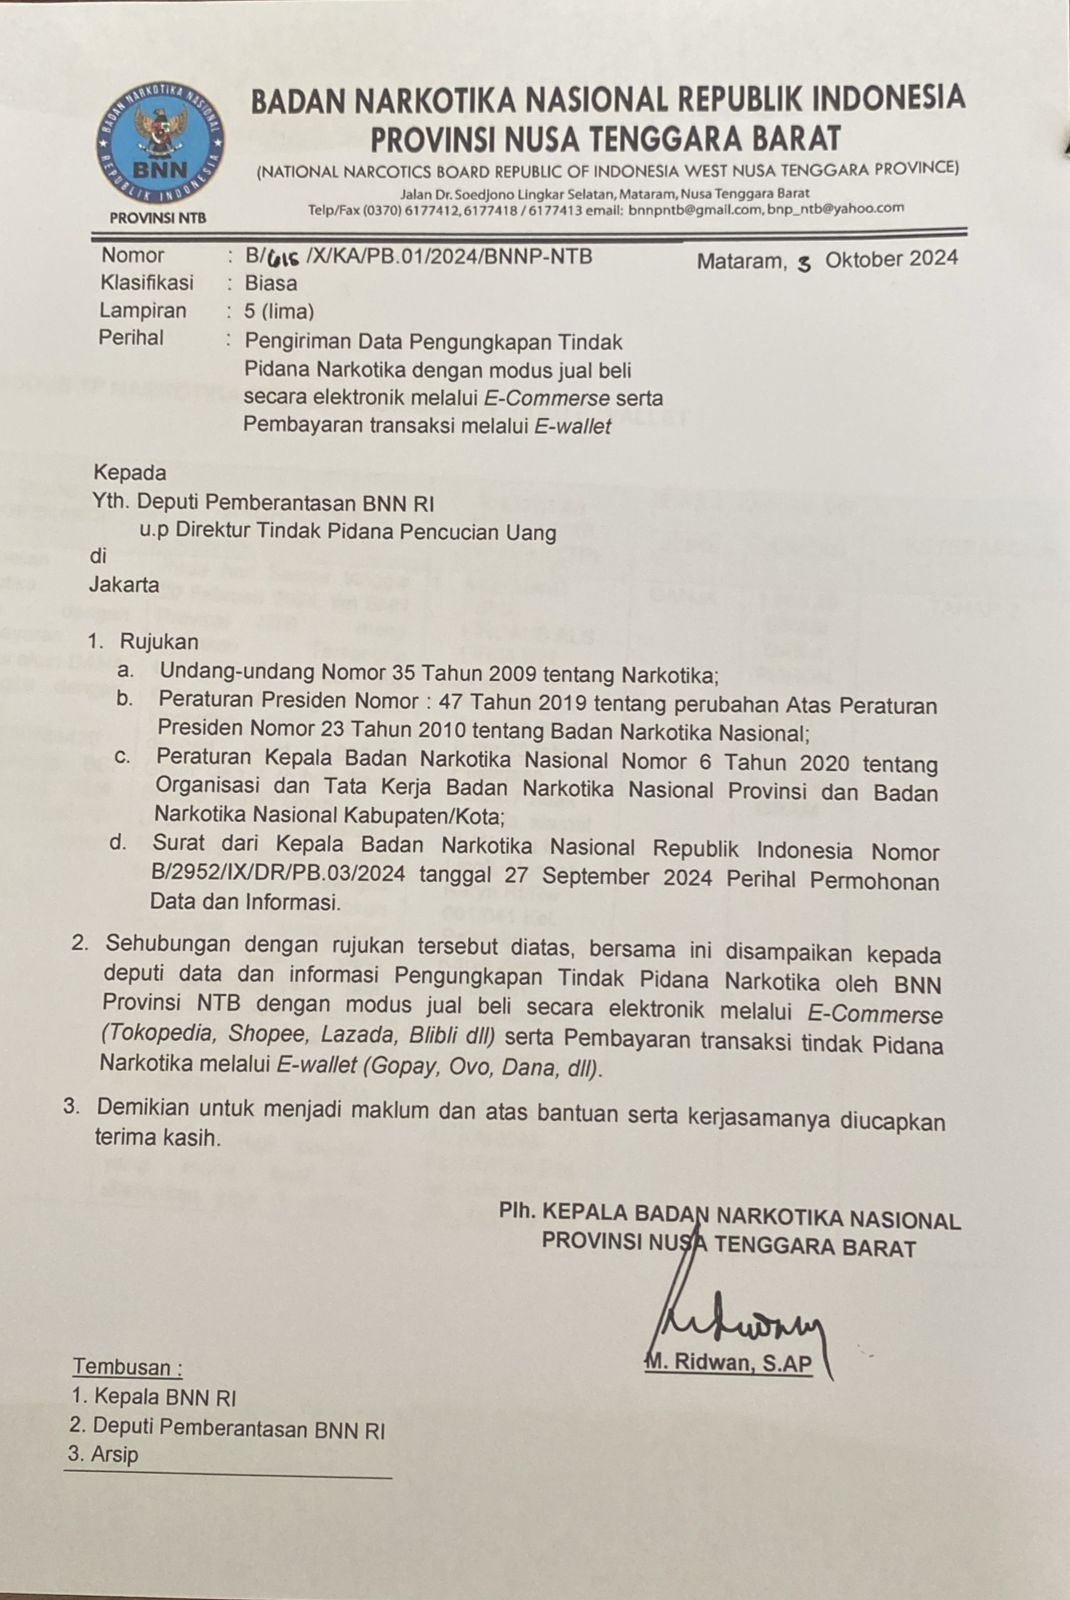 BADAN NARKOTIKA NASIONAL
REPUBLIK INDONESIA
BNN
PROVINSI NTB
BADAN NARKOTIKA NASIONAL REPUBLIK INDONESIA
PROVINSI NUSA TENGGARA BARAT
(NATIONAL NARCOTICS BOARD REPUBLIC OF INDONESIA WEST NUSA TENGGARA PROVINCE)
Jalan Dr. Soedjono Lingkar Selatan, Mataram, Nusa Tenggara Barat
Telp/Fax (0370) 6177412, 6177418 / 6177413 email: bnnpntb@gmail.com, bnp_ntb@yahoo.com
Nomor : B/615/X/KA/PB.01/2024/BNNP-NTB Mataram, 3 Oktober 2024
Klasifikasi : Biasa
Lampiran : 5 (lima)
Perihal : Pengiriman Data Pengungkapan Tindak
Pidana Narkotika dengan modus jual beli
secara elektronik melalui E-Commerse serta
Pembayaran transaksi melalui E-wallet
Kepada
Yth. Deputi Pemberantasan BNN RI
u.p Direktur Tindak Pidana Pencucian Uang
di
Jakarta
1. Rujukan
a. Undang-undang Nomor 35 Tahun 2009 tentang Narkotika;
b. Peraturan Presiden Nomor : 47 Tahun 2019 tentang perubahan Atas Peraturan
Presiden Nomor 23 Tahun 2010 tentang Badan Narkotika Nasional;
c. Peraturan Kepala Badan Narkotika Nasional Nomor 6 Tahun 2020 tentang
Organisasi dan Tata Kerja Badan Narkotika Nasional Provinsi dan Badan
Narkotika Nasional Kabupaten/Kota;
d. Surat dari Kepala Badan Narkotika Nasional Republik Indonesia Nomor
B/2952/IX/DR/PB.03/2024 tanggal 27 September 2024 Perihal Permohonan
Data dan Informasi.
2. Sehubungan dengan rujukan tersebut diatas, bersama ini disampaikan kepada
deputi data dan informasi Pengungkapan Tindak Pidana Narkotika oleh BNN
Provinsi NTB dengan modus jual beli secara elektronik melalui E-Commerse
(Tokopedia, Shopee, Lazada, Blibli dll) serta Pembayaran transaksi tindak Pidana
Narkotika melalui E-wallet (Gopay, Ovo, Dana, dll).
3. Demikian untuk menjadi maklum dan atas bantuan serta kerjasamanya diucapkan
terima kasih.
Plh. KEPALA BADAN NARKOTIKA NASIONAL
PROVINSI NUSA TENGGARA BARAT
M. Ridwan, S.AP
Tembusan :
1. Kepala BNN RI
2. Deputi Pemberantasan BNN RI
3. Arsip